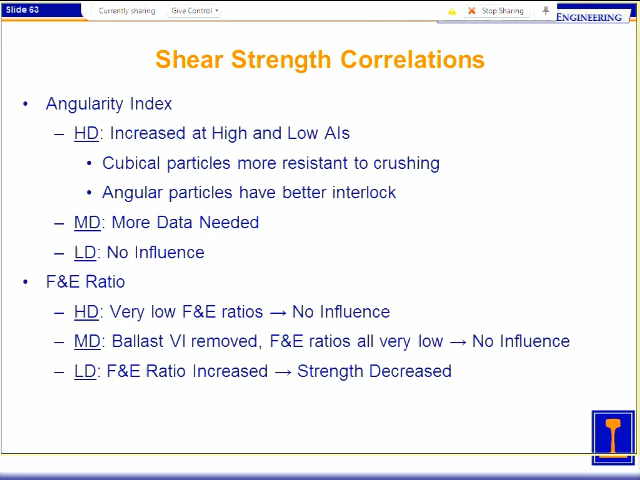 Slide 63
Currently sharing
Give Control
Stop Sharing
ENGINEERING
Shear Strength Correlations
• Angularity Index
– HD: Increased at High and Low AIs
• Cubical particles more resistant to crushing
• Angular particles have better interlock
– MD: More Data Needed
– LD: No Influence
• F&E Ratio
– HD: Very low F&E ratios → No Influence
– MD: Ballast VI removed, F&E ratios all very low → No Influence
– LD: F&E Ratio Increased → Strength Decreased